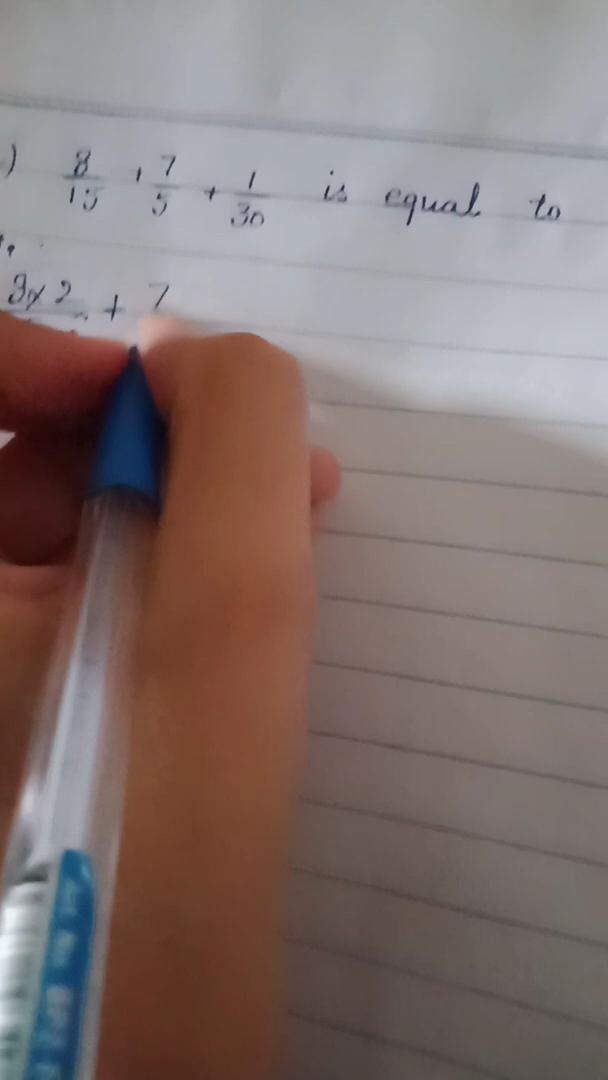 ) 8/15 + 7/5 + 1/30 is equal to
8×2 + 7